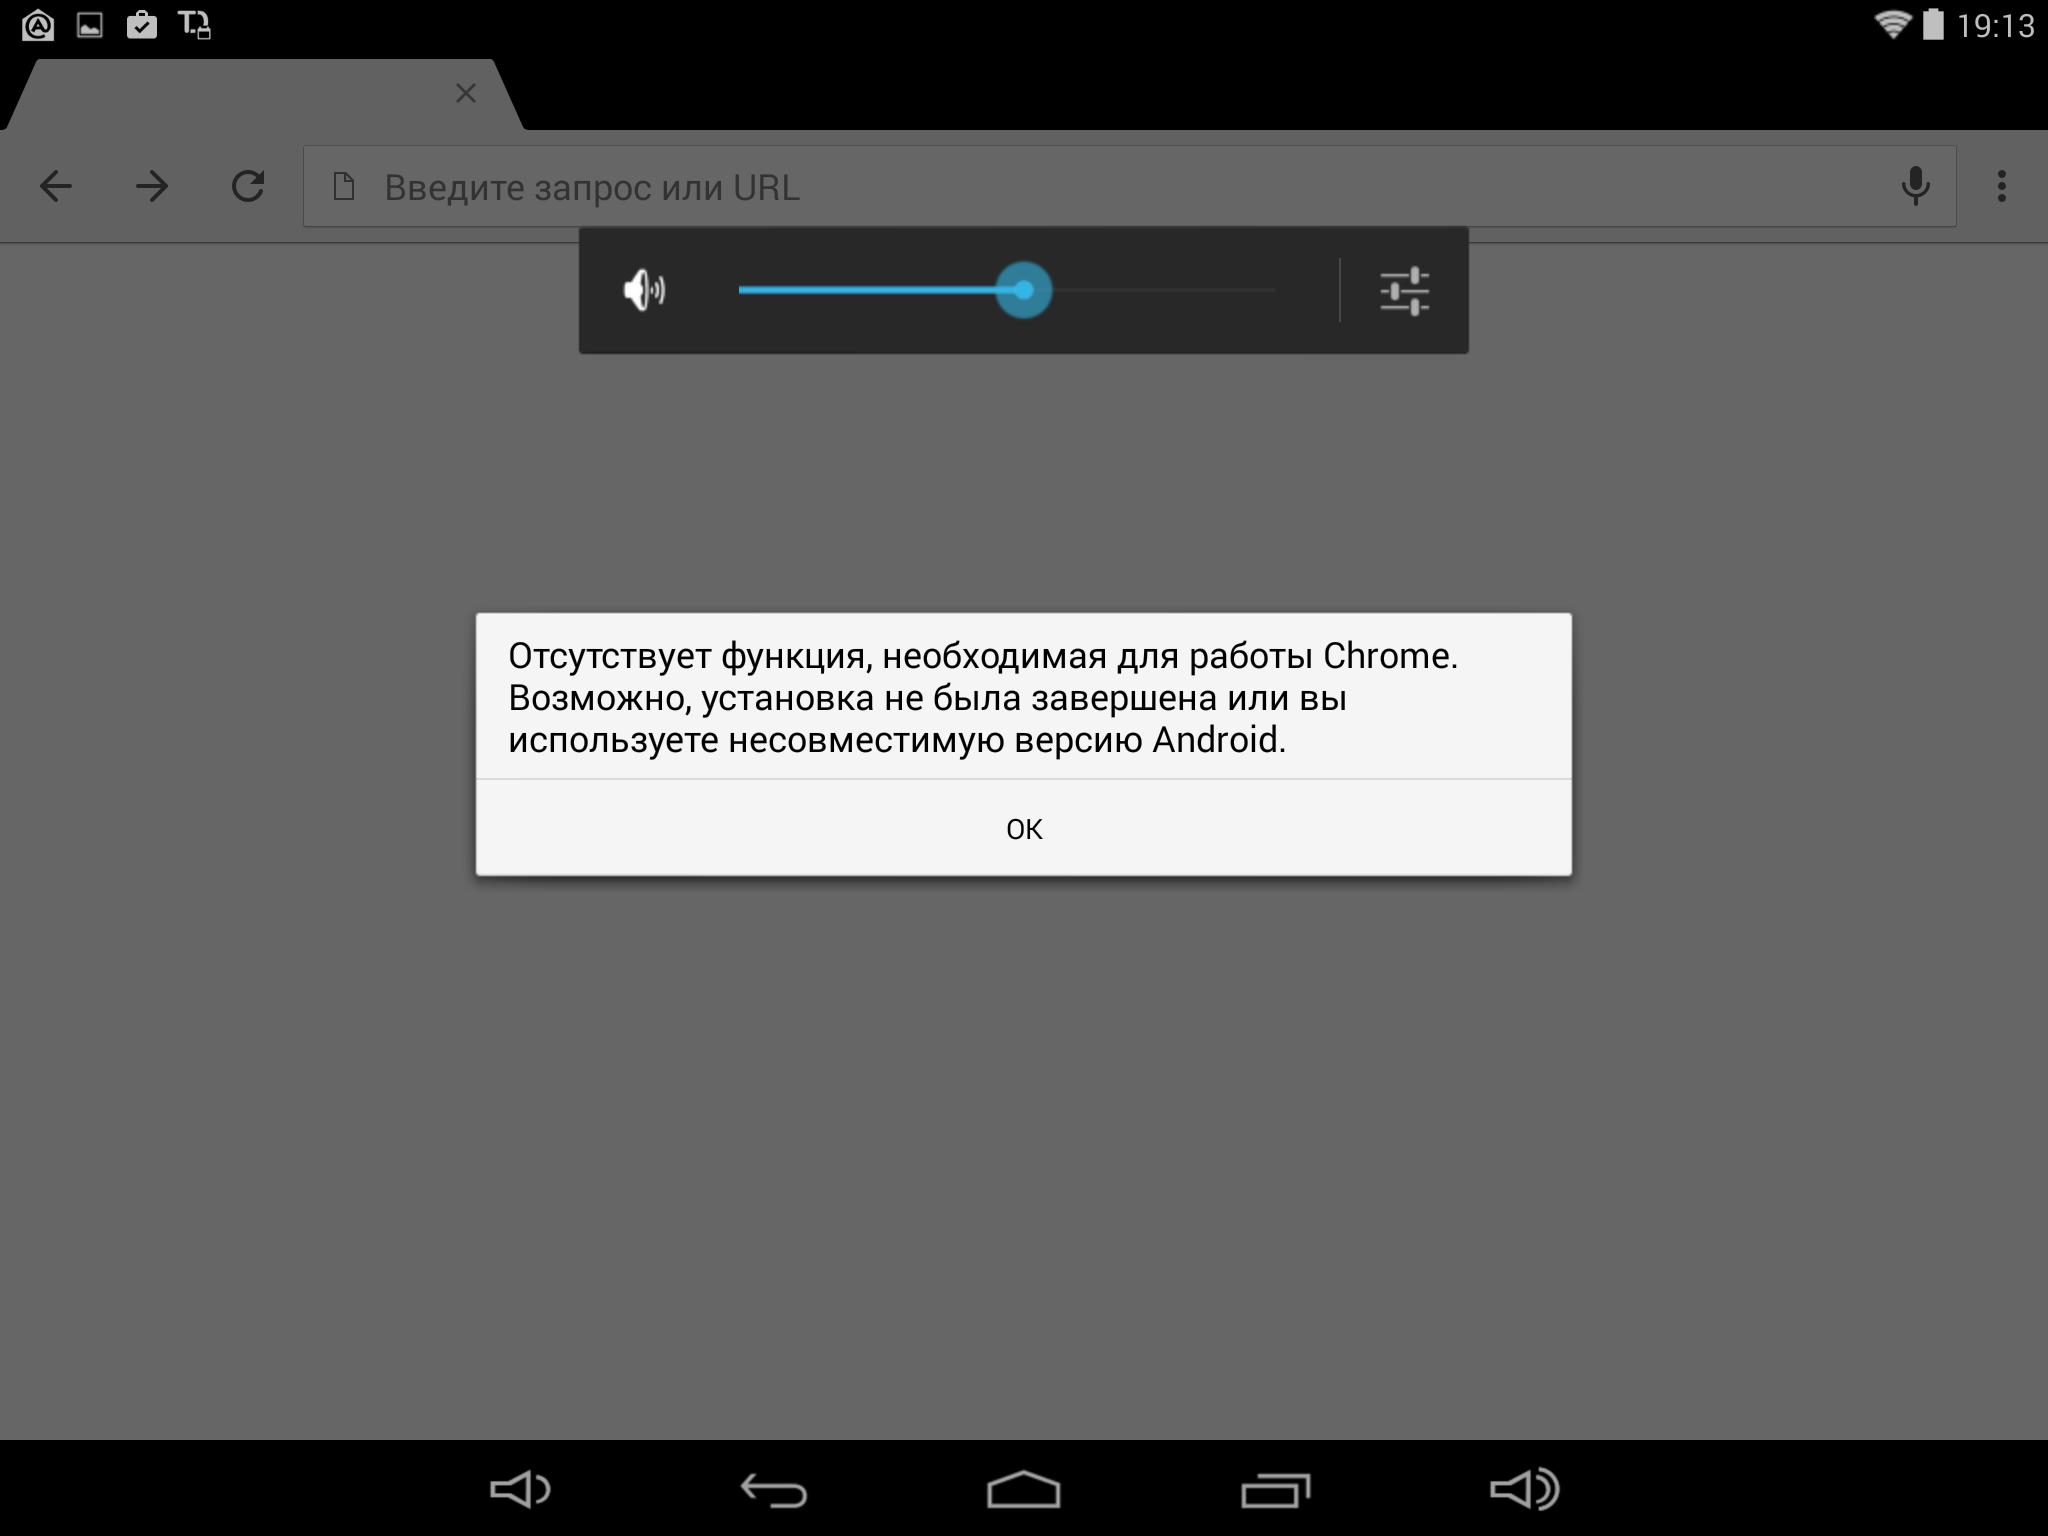 19:13
Введите запрос или URL
Отсутствует функция, необходимая для работы Chrome.
Возможно, установка не была завершена или вы
используете несовместимую версию Android.
ОК